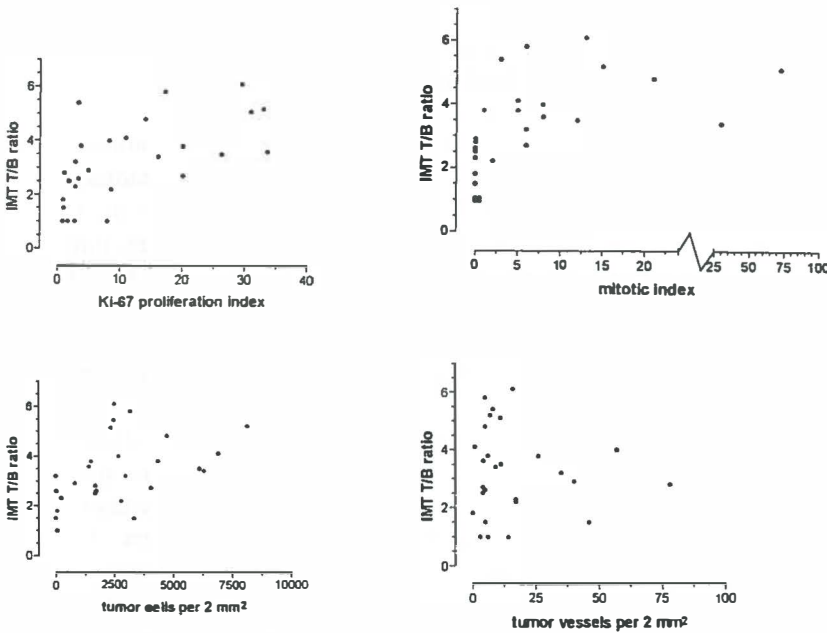 IMT T/B ratio
6
4
2
0
0 10 20 30 40
Ki-67 proliferation index
IMT T/B ratio
6
4
2
0
0 5 10 15 20 25 50 75 100
mitotic index
IMT T/B ratio
6
4
2
0
0 2500 5000 7500 10000
tumor cells per 2 mm²
IMT T/B ratio
6
4
2
0
0 25 50 75 100
tumor vessels per 2 mm²